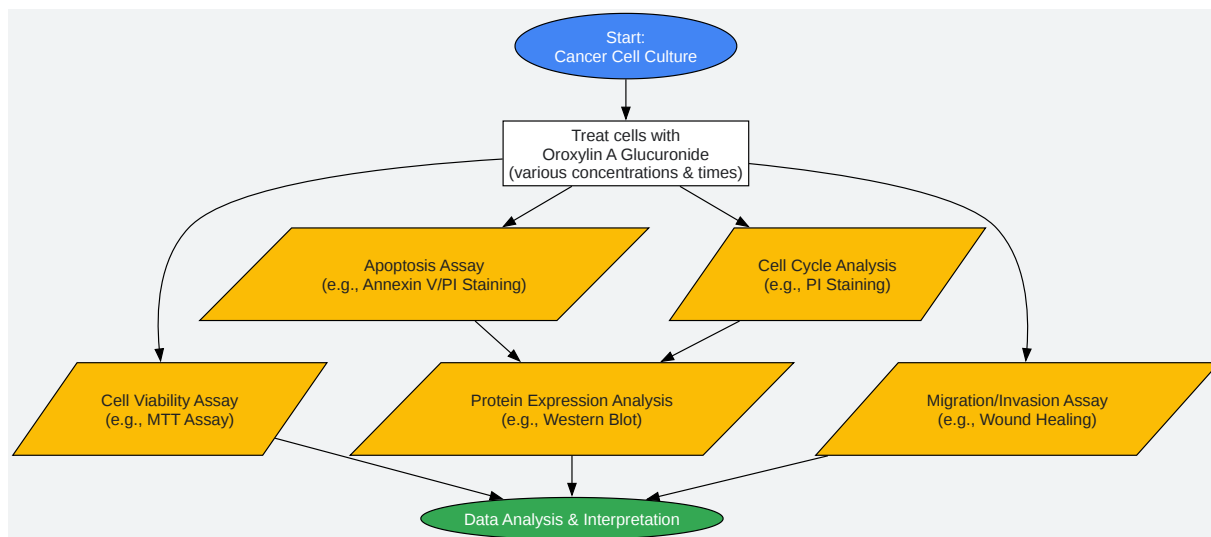 Start:
Cancer Cell Culture
Treat cells with
Oroxylin A Glucuronide
(various concentrations & times)
Apoptosis Assay
(e.g., Annexin V/PI Staining)
Cell Cycle Analysis
(e.g., PI Staining)
Cell Viability Assay
(e.g., MTT Assay)
Protein Expression Analysis
(e.g., Western Blot)
Migration/Invasion Assay
(e.g., Wound Healing)
Data Analysis & Interpretation